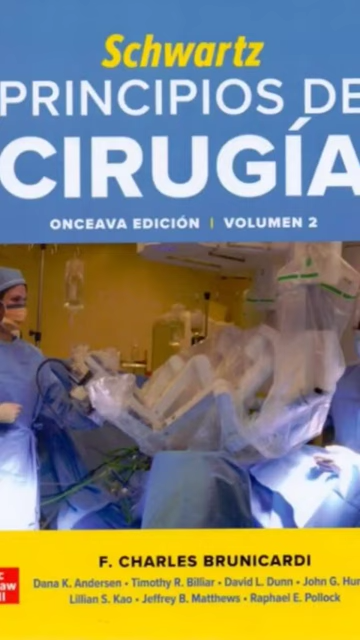 Schwartz
PRINCIPIOS DE
CIRUGÍA
ONCEAVA EDICIÓN | VOLUMEN 2
F. CHARLES BRUNICARDI
Dana K. Andersen • Timothy R. Billiar • David L. Dunn • John G. Hun
Lillian S. Kao • Jeffrey B. Matthews • Raphael E. Pollock